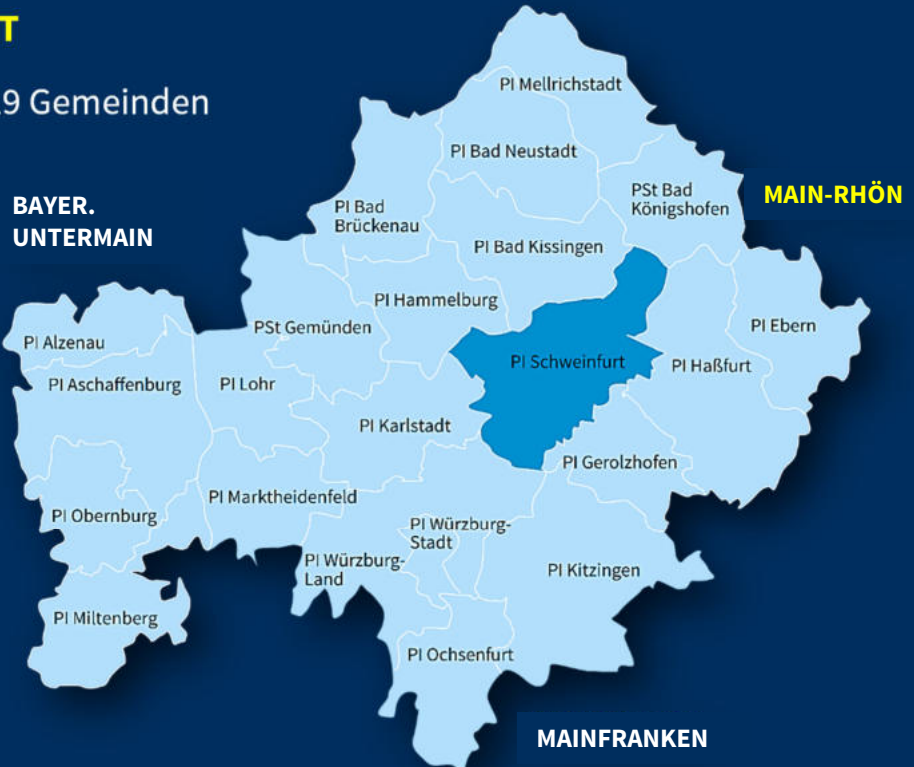 T
9 Gemeinden
BAYER.
UNTERMAIN
MAIN-RHÖN
PI Mellrichstadt
PI Bad Neustadt
PSt Bad
Königshofen
PI Bad
Brückenau
PI Bad Kissingen
PI Hammelburg
PSt Gemünden
PI Ebern
PI Alzenau
PI Schweinfurt
PI Haßfurt
PI Aschaffenburg
PI Lohr
PI Karlstadt
PI Gerolzhofen
PI Marktheidenfeld
PI Obernburg
PI Würzburg-
Stadt
PI Würzburg-
Land
PI Kitzingen
PI Miltenberg
PI Ochsenfurt
MAINFRANKEN